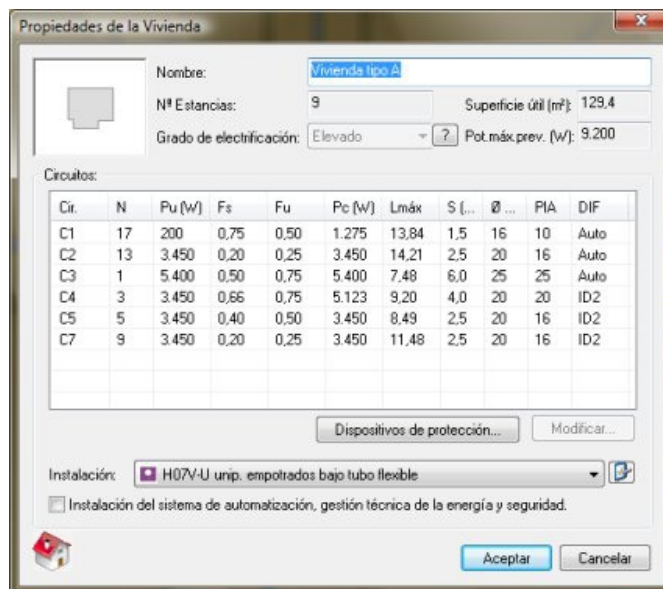 Propiedades de la Vivienda
Nombre: Vivienda tipo A
Nª Estancias: 9 Superficie útil (m²): 129,4
Grado de electrificación: Elevado ? Pot.máx.prev. (W): 9.200
Circuitos:
Cir. N Pu (W) Fs Fu Pc (W) Lmáx S (... Ø ... PIA DIF
C1 17 200 0,75 0,50 1.275 13,84 1,5 16 10 Auto
C2 13 3.450 0,20 0,25 3.450 14,21 2,5 20 16 Auto
C3 1 5.400 0,50 0,75 5.400 7,48 6,0 25 25 Auto
C4 3 3.450 0,66 0,75 5.123 9,20 4,0 20 20 ID2
C5 5 3.450 0,40 0,50 3.450 8,49 2,5 20 16 ID2
C7 9 3.450 0,20 0,25 3.450 11,48 2,5 20 16 ID2
Dispositivos de protección... Modificar...
Instalación: H07V-U unip. empotrados bajo tubo flexible
Instalación del sistema de automatización, gestión técnica de la energía y seguridad.
Aceptar Cancelar